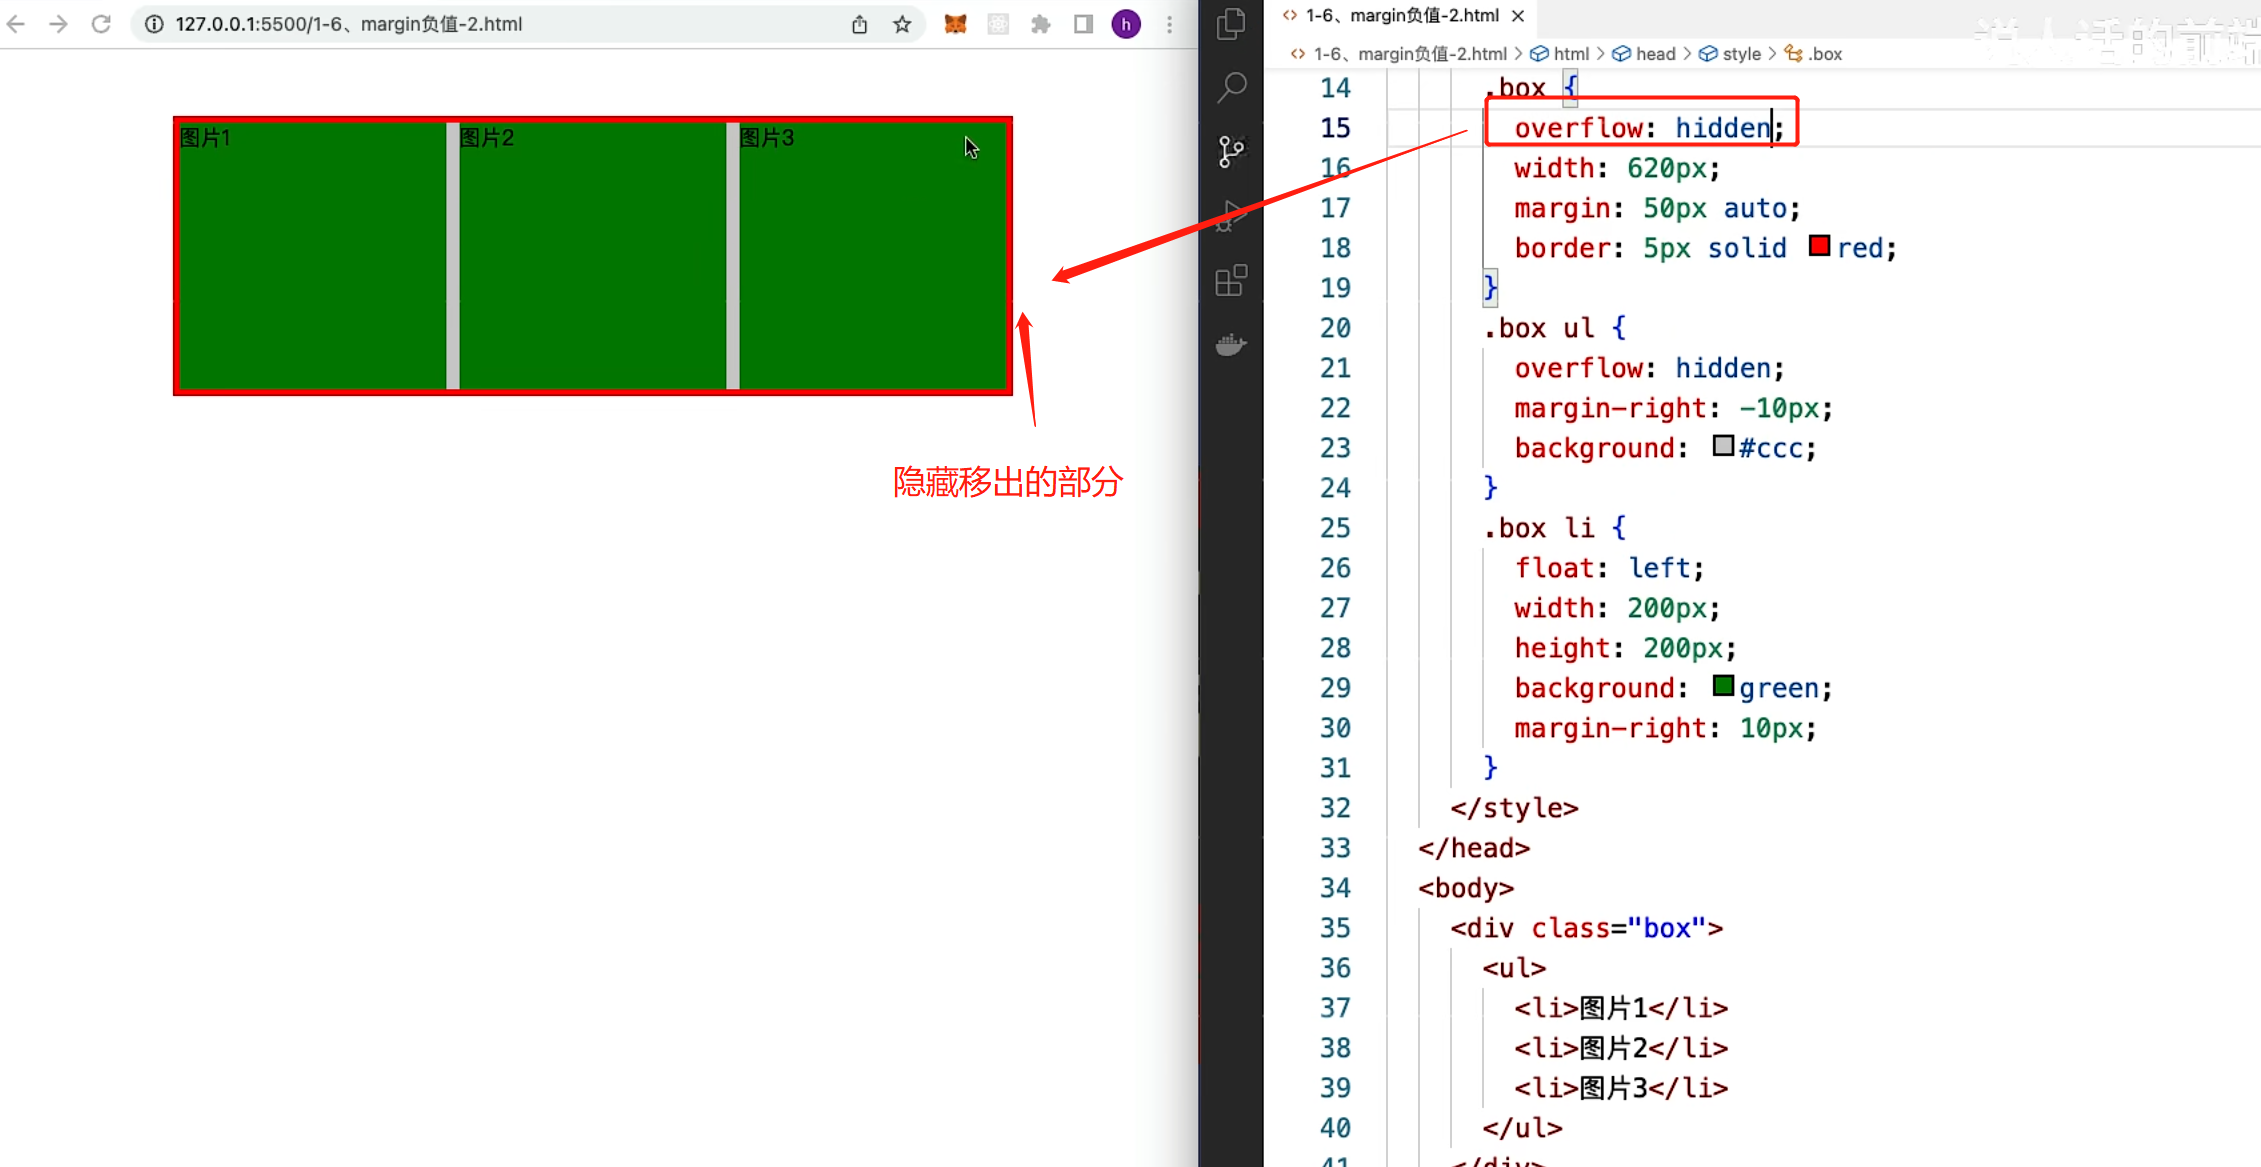 127.0.0.1:5500/1-6、margin负值-2.html
h
图片1
图片2
图片3
隐藏移出的部分
1-6、margin负值-2.html
说人话的前端
1-6、margin负值-2.html > html > head > style > .box
14 .box {
15 overflow: hidden;
16 width: 620px;
17 margin: 50px auto;
18 border: 5px solid red;
19 }
20 .box ul {
21 overflow: hidden;
22 margin-right: -10px;
23 background: #ccc;
24 }
25 .box li {
26 float: left;
27 width: 200px;
28 height: 200px;
29 background: green;
30 margin-right: 10px;
31 }
32 </style>
33 </head>
34 <body>
35 <div class="box">
36 <ul>
37 <li>图片1</li>
38 <li>图片2</li>
39 <li>图片3</li>
40 </ul>
41 </div>